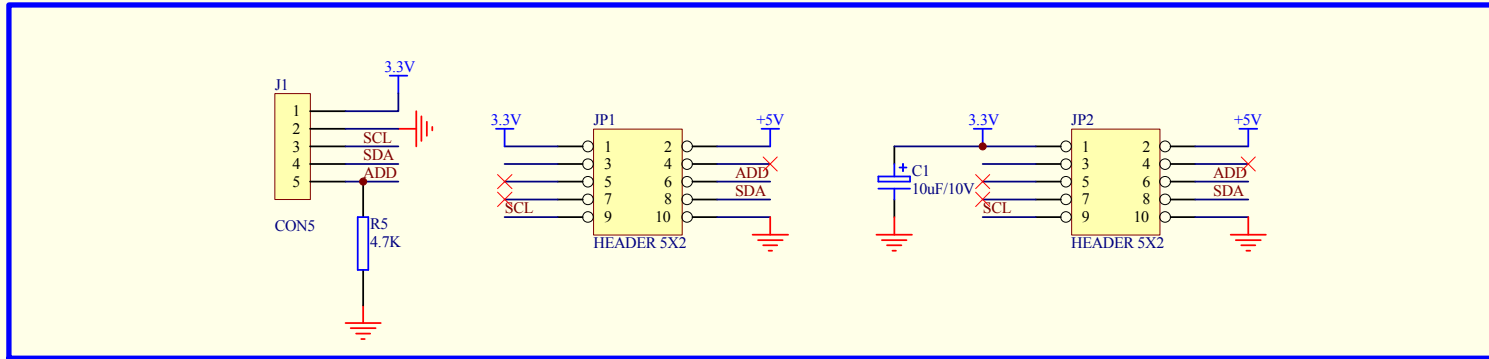 J1
3.3V
1
2
3 SCL
4 SDA
5 ADD
CON5
R5
4.7K
3.3V JP1 +5V
1 2
3 4
5 6 ADD
7 8 SDA
SCL 9 10
HEADER 5X2
3.3V JP2 +5V
1 2
3 4
5 6 ADD
7 8 SDA
SCL 9 10
HEADER 5X2
+
C1
10uF/10V